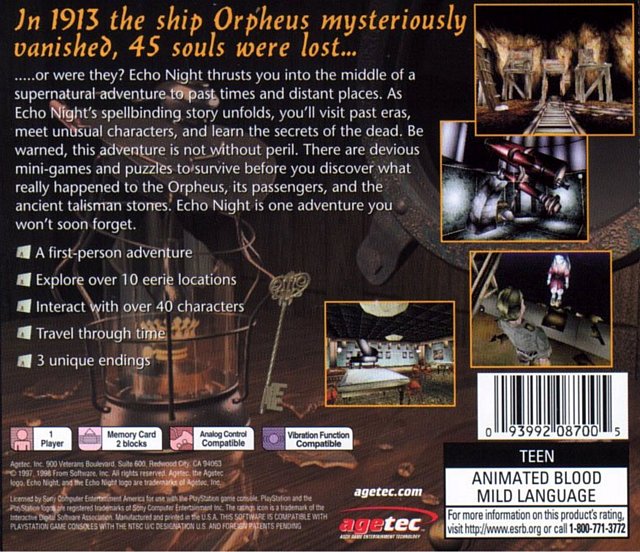 In 1913 the ship Orpheus mysteriously
vanished, 45 souls were lost...
.....or were they? Echo Night thrusts you into the middle of a
supernatural adventure to past times and distant places. As
Echo Night's spellbinding story unfolds, you'll visit past eras,
meet unusual characters, and learn the secrets of the dead. Be
warned, this adventure is not without peril. There are devious
mini-games and puzzles to survive before you discover what
really happened to the Orpheus, its passengers, and the
ancient talisman stones. Echo Night is one adventure you
won't soon forget.
A first-person adventure
Explore over 10 eerie locations
Interact with over 40 characters
Travel through time
3 unique endings
1
Player
Memory Card
2 blocks
Analog Control
Compatible
Vibration Function
Compatible
Agetec, Inc. 900 Veterans Boulevard, Suite 600, Redwood City, CA 94063
© 1997, 1998 From Software, Inc. All rights reserved. Agetec, the Agetec
logo, Echo Night, and the Echo Night logo are trademarks of Agetec, Inc.
Licensed by Sony Computer Entertainment America for use with the PlayStation game console. PlayStation and the
PlayStation logos are registered trademarks of Sony Computer Entertainment Inc. The ratings icon is a trademark of the
Interactive Digital Software Association. Manufactured and printed in the U.S.A. THIS SOFTWARE IS COMPATIBLE WITH
PLAYSTATION GAME CONSOLES WITH THE NTSC U/C DESIGNATION. U.S. AND FOREIGN PATENTS PENDING
agetec.com
agetec
AGETEC GAME ENTERTAINMENT TECHNOLOGY
0 93992 08700 5
TEEN
ANIMATED BLOOD
MILD LANGUAGE
For more information on this product's rating,
visit http://www.esrb.org or call 1-800-771-3772